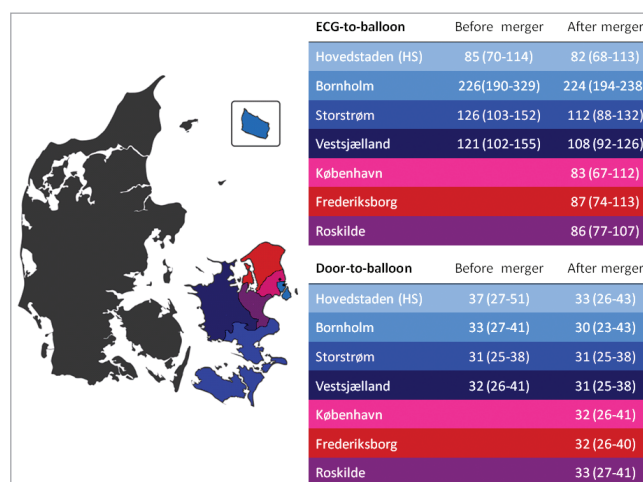 ECG-to-balloon Before merger After merger
Hovedstaden (HS) 85 (70-114) 82 (68-113)
Bornholm 226(190-329) 224 (194-238
Storstrøm 126 (103-152) 112 (88-132)
Vestsjælland 121 (102-155) 108 (92-126)
København 83 (67-112)
Frederiksborg 87 (74-113)
Roskilde 86 (77-107)
Door-to-balloon Before merger After merger
Hovedstaden (HS) 37 (27-51) 33 (26-43)
Bornholm 33 (27-41) 30 (23-43)
Storstrøm 31 (25-38) 31 (25-38)
Vestsjælland 32 (26-41) 31 (25-38)
København 32 (26-41)
Frederiksborg 32 (26-40)
Roskilde 33 (27-41)